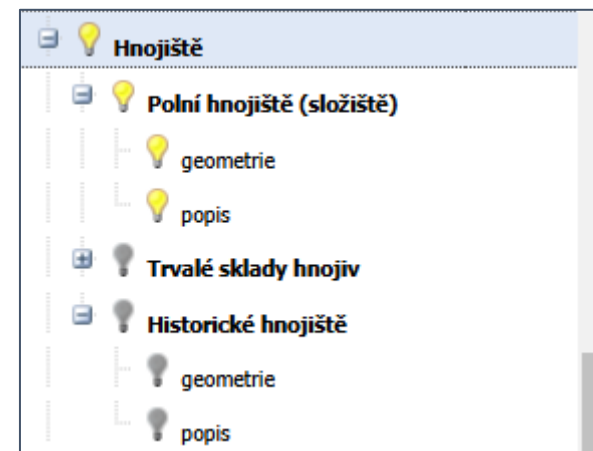 Hnojiště
Polní hnojiště (složiště)
geometrie
popis
Trvalé sklady hnojiv
Historické hnojiště
geometrie
popis